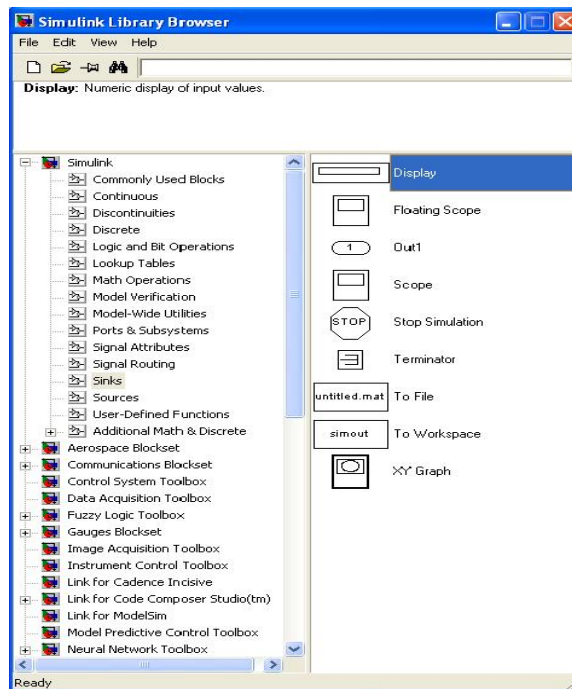 Simulink Library Browser
File Edit View Help
Display: Numeric display of input values.
Simulink
Commonly Used Blocks
Continuous
Discontinuities
Discrete
Logic and Bit Operations
Lookup Tables
Math Operations
Model Verification
Model-Wide Utilities
Ports & Subsystems
Signal Attributes
Signal Routing
Sinks
Sources
User-Defined Functions
Additional Math & Discrete
Aerospace Blockset
Communications Blockset
Control System Toolbox
Data Acquisition Toolbox
Fuzzy Logic Toolbox
Gauges Blockset
Image Acquisition Toolbox
Instrument Control Toolbox
Link for Cadence Incisive
Link for Code Composer Studio(tm)
Link for ModelSim
Model Predictive Control Toolbox
Neural Network Toolbox
Display
Floating Scope
1 Out1
Scope
STOP Stop Simulation
Terminator
untitled.mat To File
simout To Workspace
XY Graph
Ready